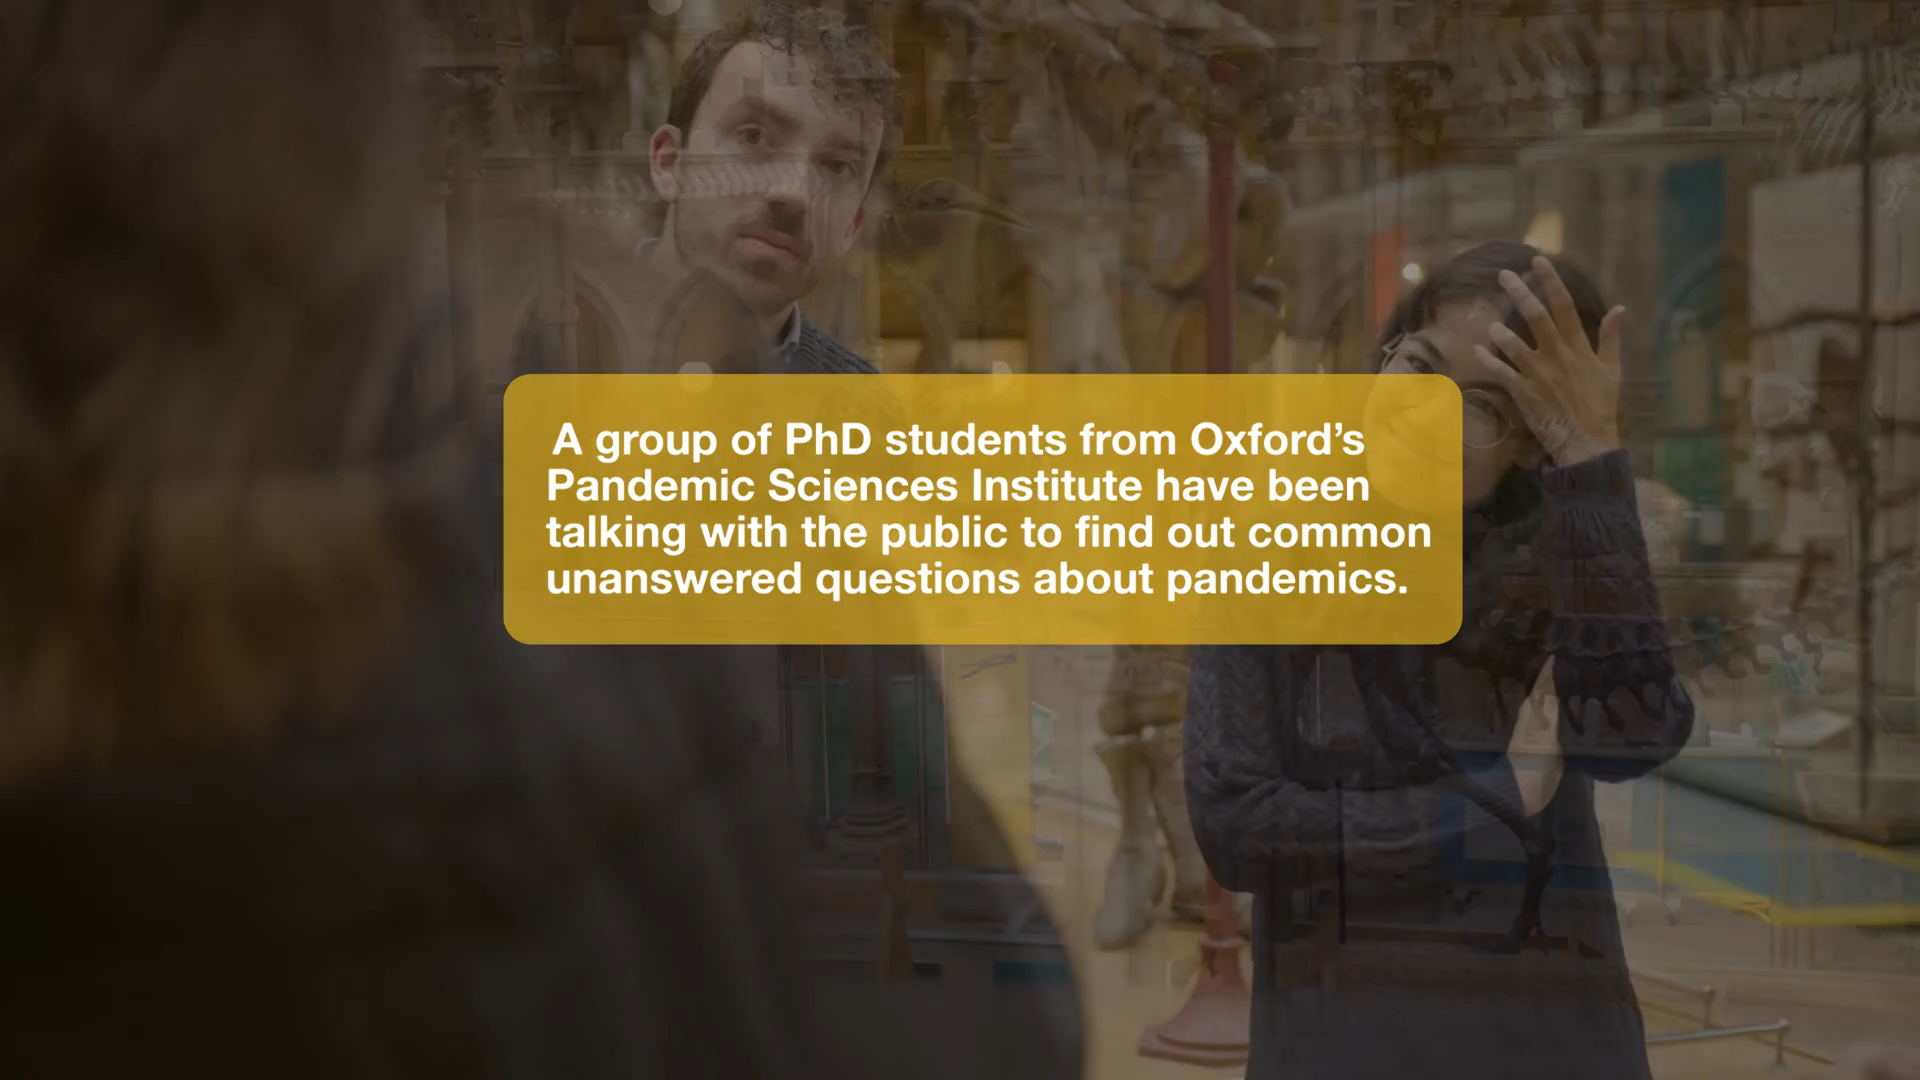 A group of PhD students from Oxford’s
Pandemic Sciences Institute have been
talking with the public to find out common
unanswered questions about pandemics.